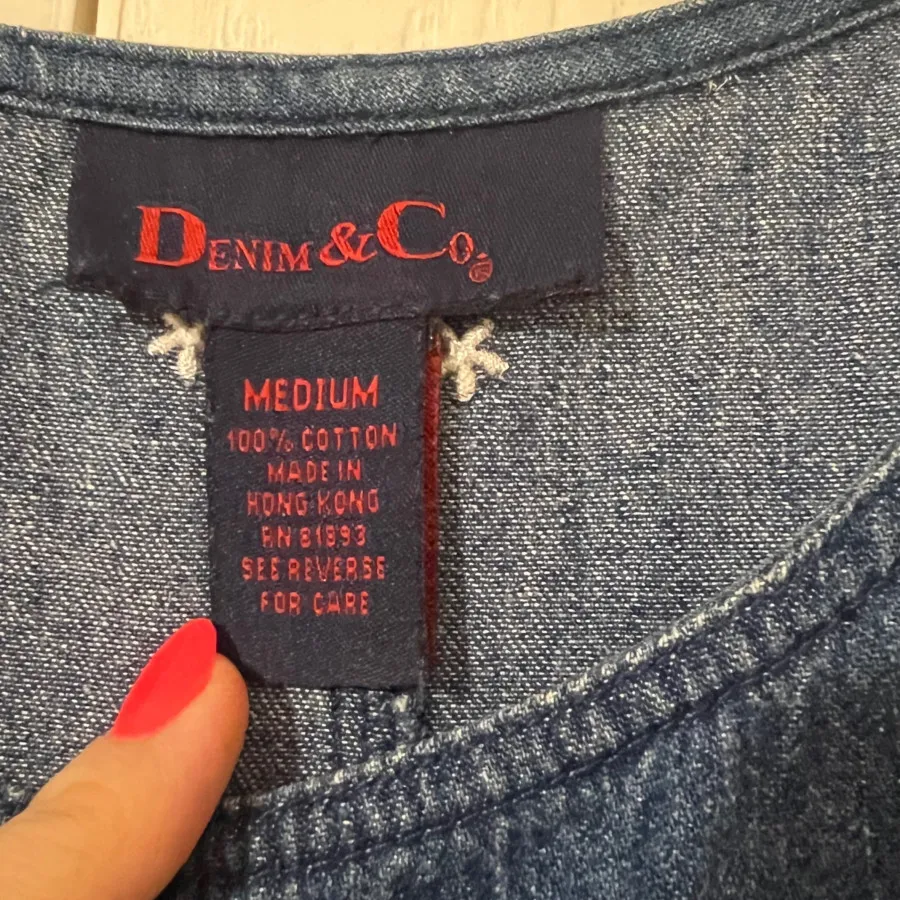 DENIM & CO.®
MEDIUM
100% COTTON
MADE IN
HONG KONG
RN 81893
SEE REVERSE
FOR CARE